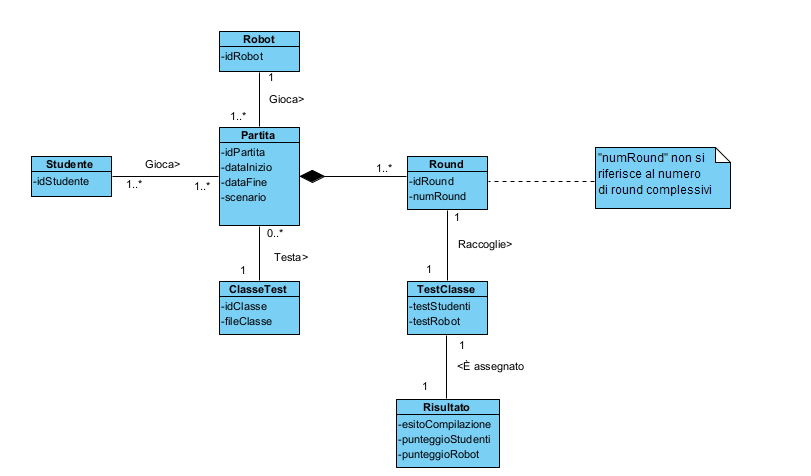 Robot
-idRobot
1
Gioca>
1..*
Partita
-idPartita
-dataInizio
-dataFine
-scenario
Studente
-idStudente
Gioca>
1..*
1..*
1..*
Round
-idRound
-numRound
"numRound" non si
riferisce al numero
di round complessivi
0..*
Testa>
1
ClasseTest
-idClasse
-fileClasse
1
Raccoglie>
1
TestClasse
-testStudenti
-testRobot
1
<È assegnato
1
Risultato
-esitoCompilazione
-punteggioStudenti
-punteggioRobot